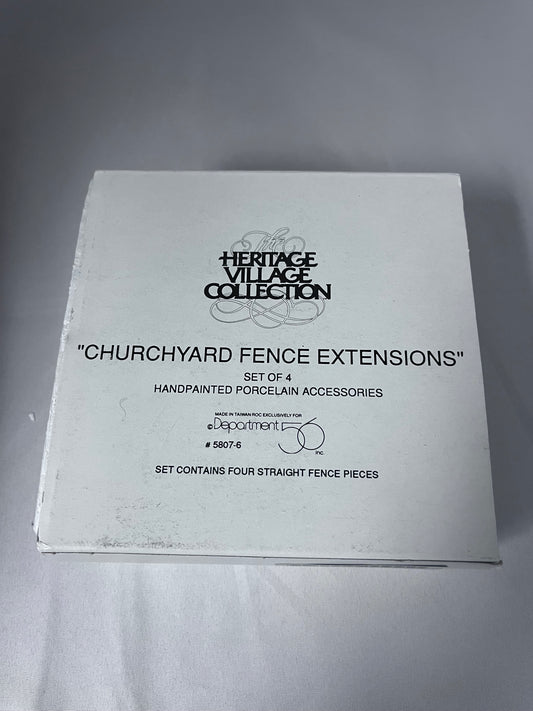 The
HERITAGE
VILLAGE
COLLECTION
"CHURCHYARD FENCE EXTENSIONS"
SET OF 4
HANDPAINTED PORCELAIN ACCESSORIES
MADE IN TAIWAN ROC EXCLUSIVELY FOR
©Department 56 inc.
# 5807-6
SET CONTAINS FOUR STRAIGHT FENCE PIECES